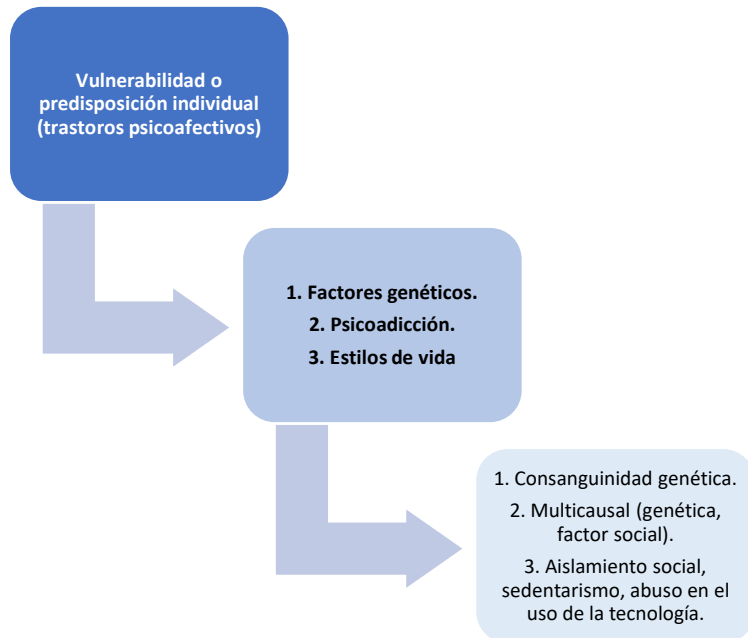 Vulnerabilidad o
predisposición individual
(trastoros psicoafectivos)
1. Factores genéticos.
2. Psicoadicción.
3. Estilos de vida
1. Consanguinidad genética.
2. Multicausal (genética,
factor social).
3. Aislamiento social,
sedentarismo, abuso en el
uso de la tecnología.